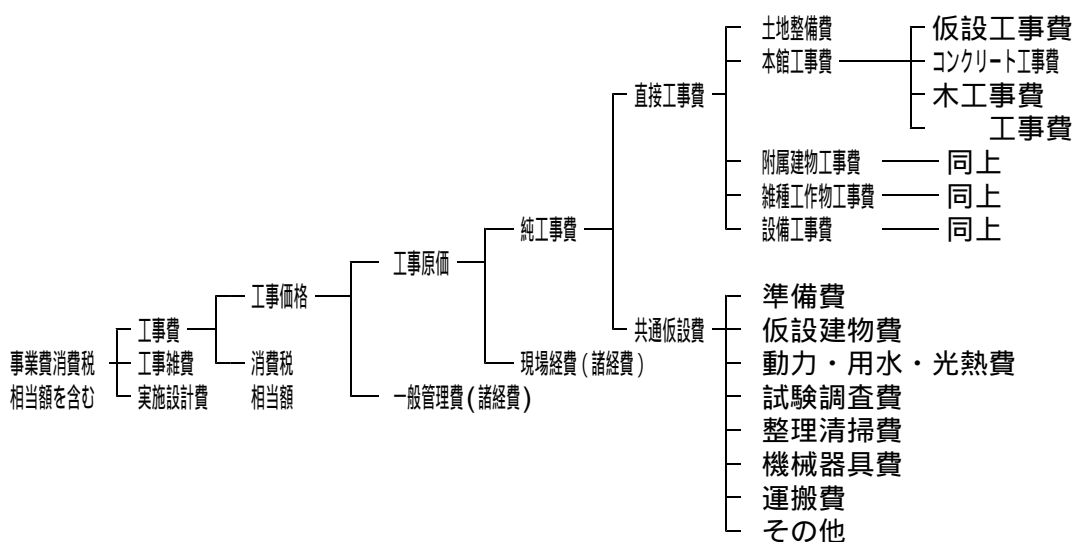 土地整備費
仮設工事費
本館工事費
コンクリート工事費
直接工事費
木工事費
工事費
附属建物工事費
同上
雑種工作物工事費
同上
純工事費
設備工事費
同上
工事原価
工事価格
準備費
工事費
共通仮設費
仮設建物費
事業費消費税
工事雑費
消費税
現場経費(諸経費)
動力・用水・光熱費
相当額を含む
実施設計費
相当額
一般管理費(諸経費)
試験調査費
整理清掃費
機械器具費
運搬費
その他